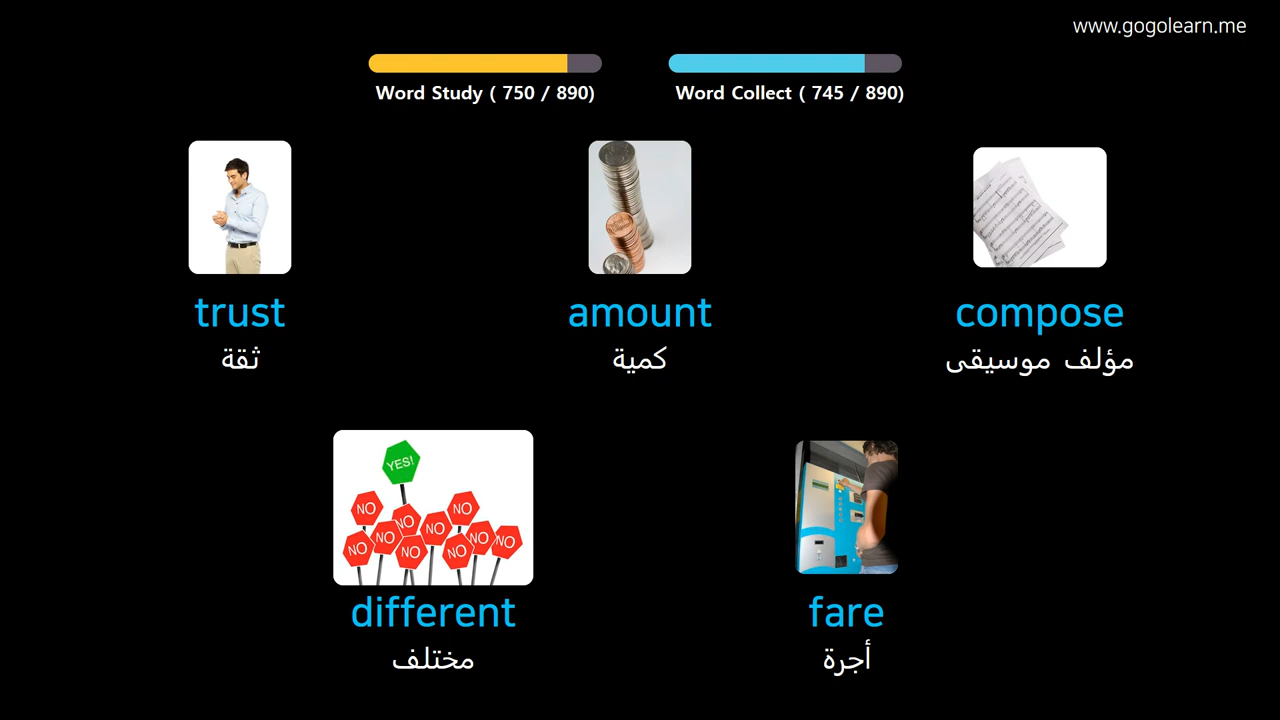 www.gogolearn.me
Word Study ( 750 / 890)
Word Collect ( 745 / 890)
trust
ثقة
amount
كمية
compose
مؤلف موسيقى
YES!
NO
NO
NO
NO
NO
NO
NO
NO
NO
NO
different
مختلف
fare
أجرة